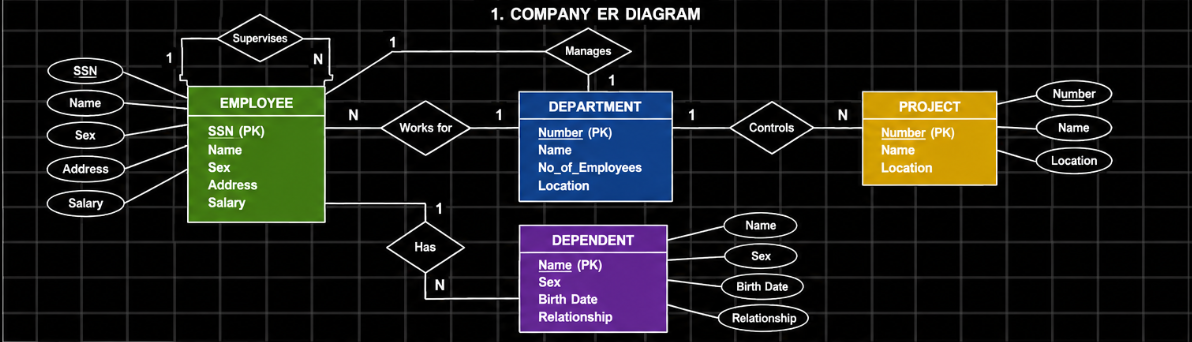 1. COMPANY ER DIAGRAM
Supervises
1
N
1
Manages
1
SSN
Name
Sex
Address
Salary
EMPLOYEE
SSN (PK)
Name
Sex
Address
Salary
N
Works for
1
DEPARTMENT
Number (PK)
Name
No_of_Employees
Location
1
Controls
N
PROJECT
Number (PK)
Name
Location
Number
Name
Location
1
Has
N
DEPENDENT
Name (PK)
Sex
Birth Date
Relationship
Name
Sex
Birth Date
Relationship